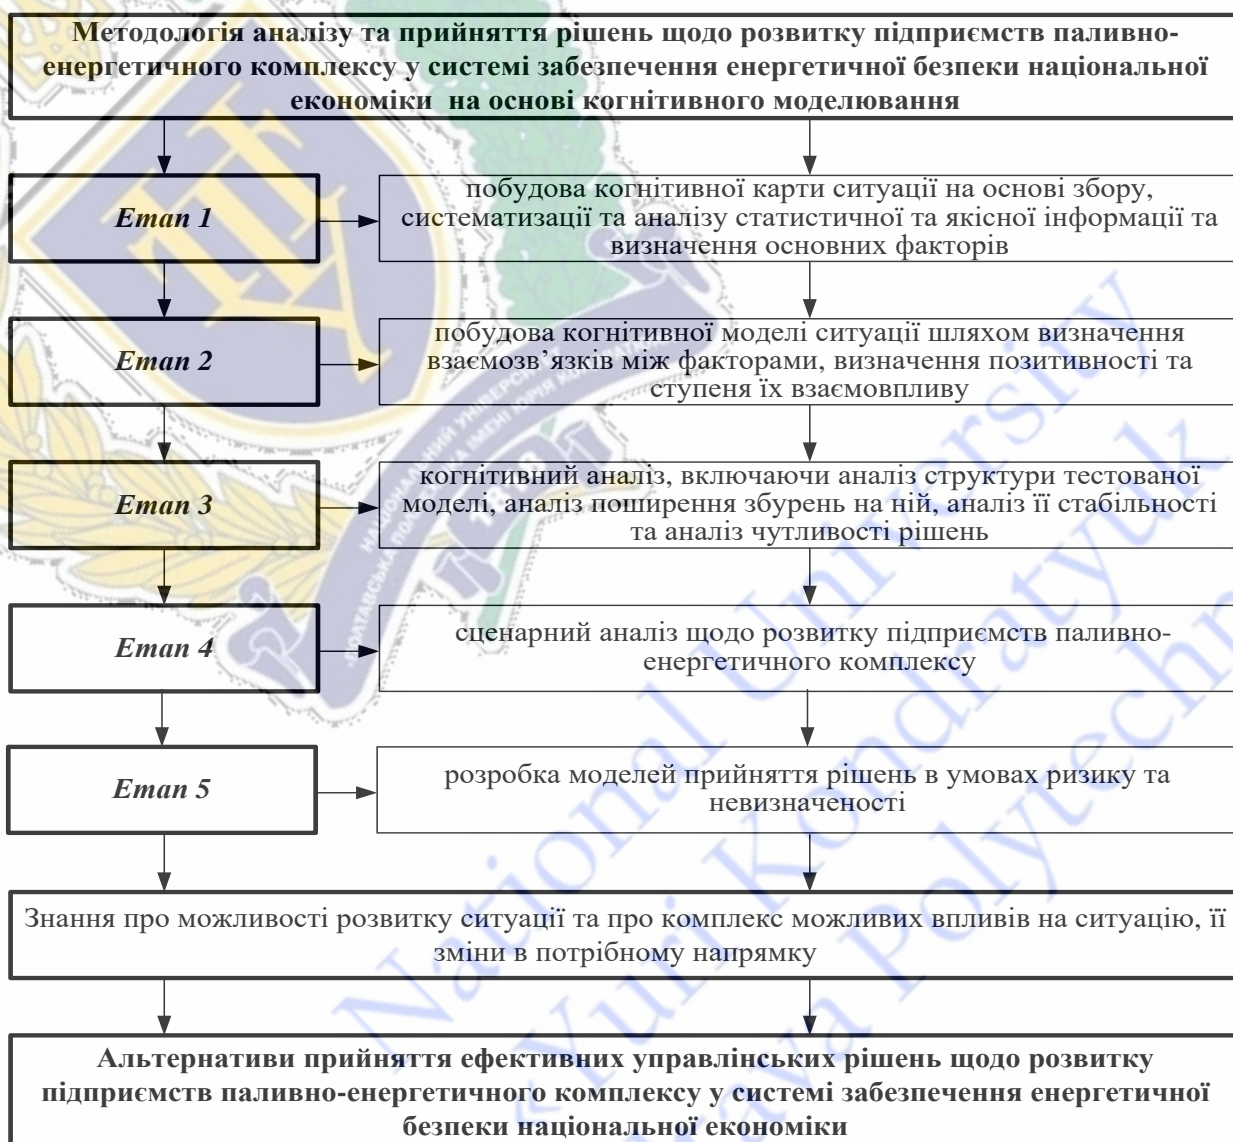 Методологія аналізу та прийняття рішень щодо розвитку підприємств паливно-
енергетичного комплексу у системі забезпечення енергетичної безпеки національної
економіки на основі когнітивного моделювання
Етап 1
побудова когнітивної карти ситуації на основі збору,
систематизації та аналізу статистичної та якісної інформації та
визначення основних факторів
Етап 2
побудова когнітивної моделі ситуації шляхом визначення
взаємозв’язків між факторами, визначення позитивності та
ступеня їх взаємовпливу
Етап 3
когнітивний аналіз, включаючи аналіз структури тестованої
моделі, аналіз поширення збурень на ній, аналіз її стабільності
та аналіз чутливості рішень
Етап 4
сценарний аналіз щодо розвитку підприємств паливно-
енергетичного комплексу
Етап 5
розробка моделей прийняття рішень в умовах ризику та
невизначеності
Знання про можливості розвитку ситуації та про комплекс можливих впливів на ситуацію, її
зміни в потрібному напрямку
Альтернативи прийняття ефективних управлінських рішень щодо розвитку
підприємств паливно-енергетичного комплексу у системі забезпечення енергетичної
безпеки національної економіки
National University
«Yuri Kondratyuk